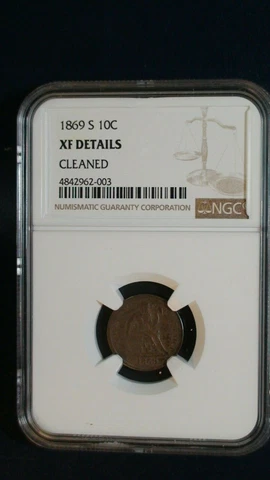 1869 S 10C
XF DETAILS
CLEANED
4842962-003
NUMISMATIC GUARANTY CORPORATION
NGC